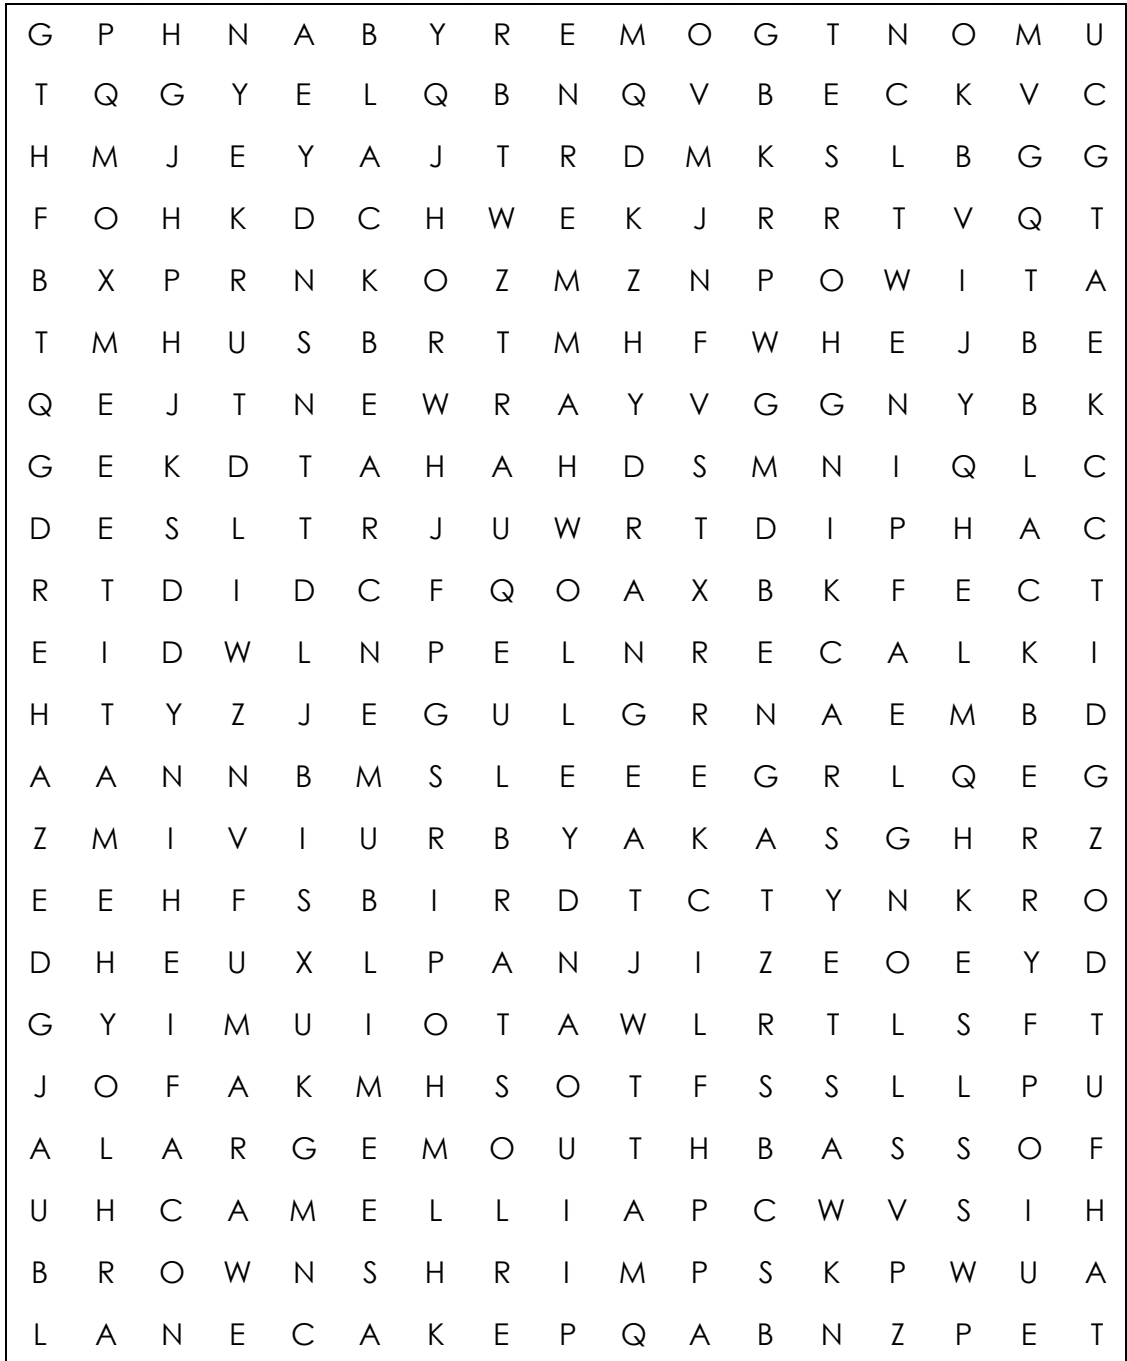 G P H N A B Y R E M O G T N O M U
T Q G Y E L Q B N Q V B E C K V C
H M J E Y A J T R D M K S L B G G
F O H K D C H W E K J R R T V Q T
B X P R N K O Z M Z N P O W I T A
T M H U S B R T M H F W H E J B E
Q E J T N E W R A Y V G G N Y B K
G E K D T A H A H D S M N I Q L C
D E S L T R J U W R T D I P H A C
R T D I D C F Q O A X B K F E C T
E I D W L N P E L N R E C A L K I
H T Y Z J E G U L G R N A E M B D
A A N N B M S L E E E G R L Q E G
Z M I V I U R B Y A K A S G H R Z
E E H F S B I R D T C T Y N K R O
D H E U X L P A N J I Z E O E Y D
G Y I M U I O T A W L R T L S F T
J O F A K M H S O T F S S L L P U
A L A R G E M O U T H B A S S O F
U H C A M E L L I A P C W V S I H
B R O W N S H R I M P S K P W U A
L A N E C A K E P Q A B N Z P E T